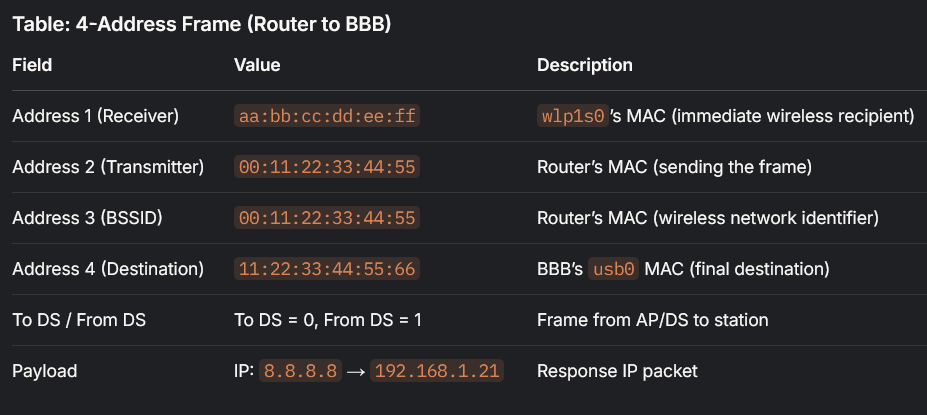 Table: 4-Address Frame (Router to BBB)
Field Value Description
Address 1 (Receiver) aa:bb:cc:dd:ee:ff wlp1s0's MAC (immediate wireless recipient)
Address 2 (Transmitter) 00:11:22:33:44:55 Router's MAC (sending the frame)
Address 3 (BSSID) 00:11:22:33:44:55 Router's MAC (wireless network identifier)
Address 4 (Destination) 11:22:33:44:55:66 BBB's usb0 MAC (final destination)
To DS / From DS To DS = 0, From DS = 1 Frame from AP/DS to station
Payload IP: 8.8.8.8 → 192.168.1.21 Response IP packet